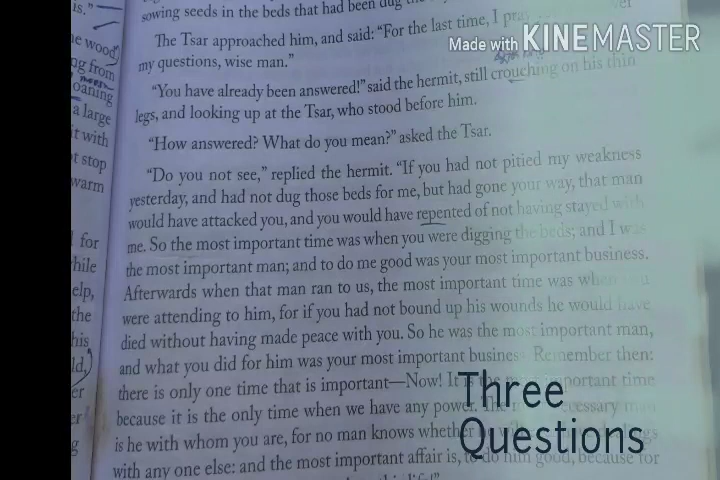 is."
sowing seeds in the beds that had been dug the
The Tsar approached him, and said: "For the last time, I pray
my questions, wise man."
"You have already been answered!" said the hermit, still crouching on his thin
legs, and looking up at the Tsar, who stood before him.
"How answered? What do you mean?" asked the Tsar.
"Do you not see," replied the hermit. "If you had not pitied my weakness
yesterday, and had not dug those beds for me, but had gone your way, that man
would have attacked you, and you would have repented of not having stayed with
me. So the most important time was when you were digging the beds; and I was
the most important man; and to do me good was your most important business.
Afterwards when that man ran to us, the most important time was when you
were attending to him, for if you had not bound up his wounds he would have
died without having made peace with you. So he was the most important man,
and what you did for him was your most important business. Remember then:
there is only one time that is important—Now! It is the important time
because it is the only time when we have any power. The necessary man
is he with whom you are, for no man knows whether
with any one else: and the most important affair is, to do him good, because for
he wood,
ng from
oaning
a large
it with
t stop
warm
for
hile
elp,
the
his
ld,
er
er
g
Made with KINEMASTER
Three
Questions